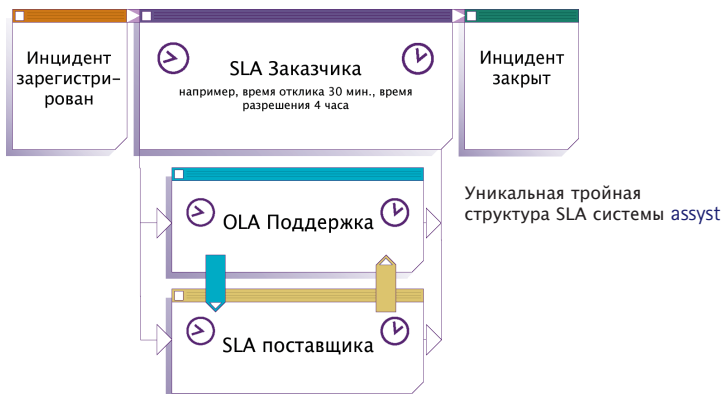 Инцидент
зарегистри-
рован
SLA Заказчика
например, время отклика 30 мин., время
разрешения 4 часа
Инцидент
закрыт
OLA Поддержка
SLA поставщика
Уникальная тройная
структура SLA системы assyst